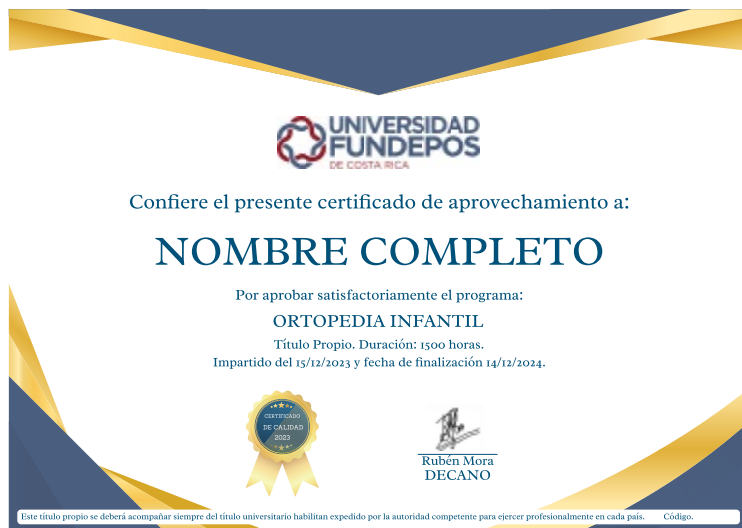 UNIVERSIDAD
FUNDEPOS
DE COSTA RICA
Confiere el presente certificado de aprovechamiento a:
NOMBRE COMPLETO
Por aprobar satisfactoriamente el programa:
ORTOPEDIA INFANTIL
Título Propio. Duración: 1500 horas.
Impartido del 15/12/2023 y fecha de finalización 14/12/2024.
CERTIFICADO
DE CALIDAD
2023
Rubén Mora
DECANO
Este título propio se deberá acompañar siempre del título universitario habilitan expedido por la autoridad competente para ejercer profesionalmente en cada país. Código.